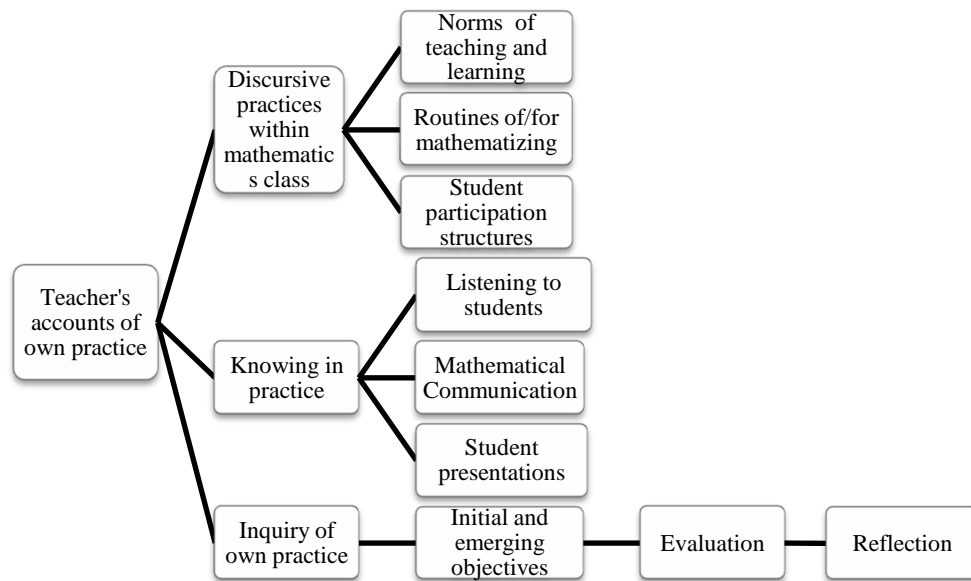 Teacher's
accounts of
own practice
Discursive
practices
within
mathematic
s class
Norms of
teaching and
learning
Routines of/for
mathematizing
Student
participation
structures
Knowing in
practice
Listening to
students
Mathematical
Communication
Student
presentations
Inquiry of
own practice
Initial and
emerging
objectives
Evaluation
Reflection